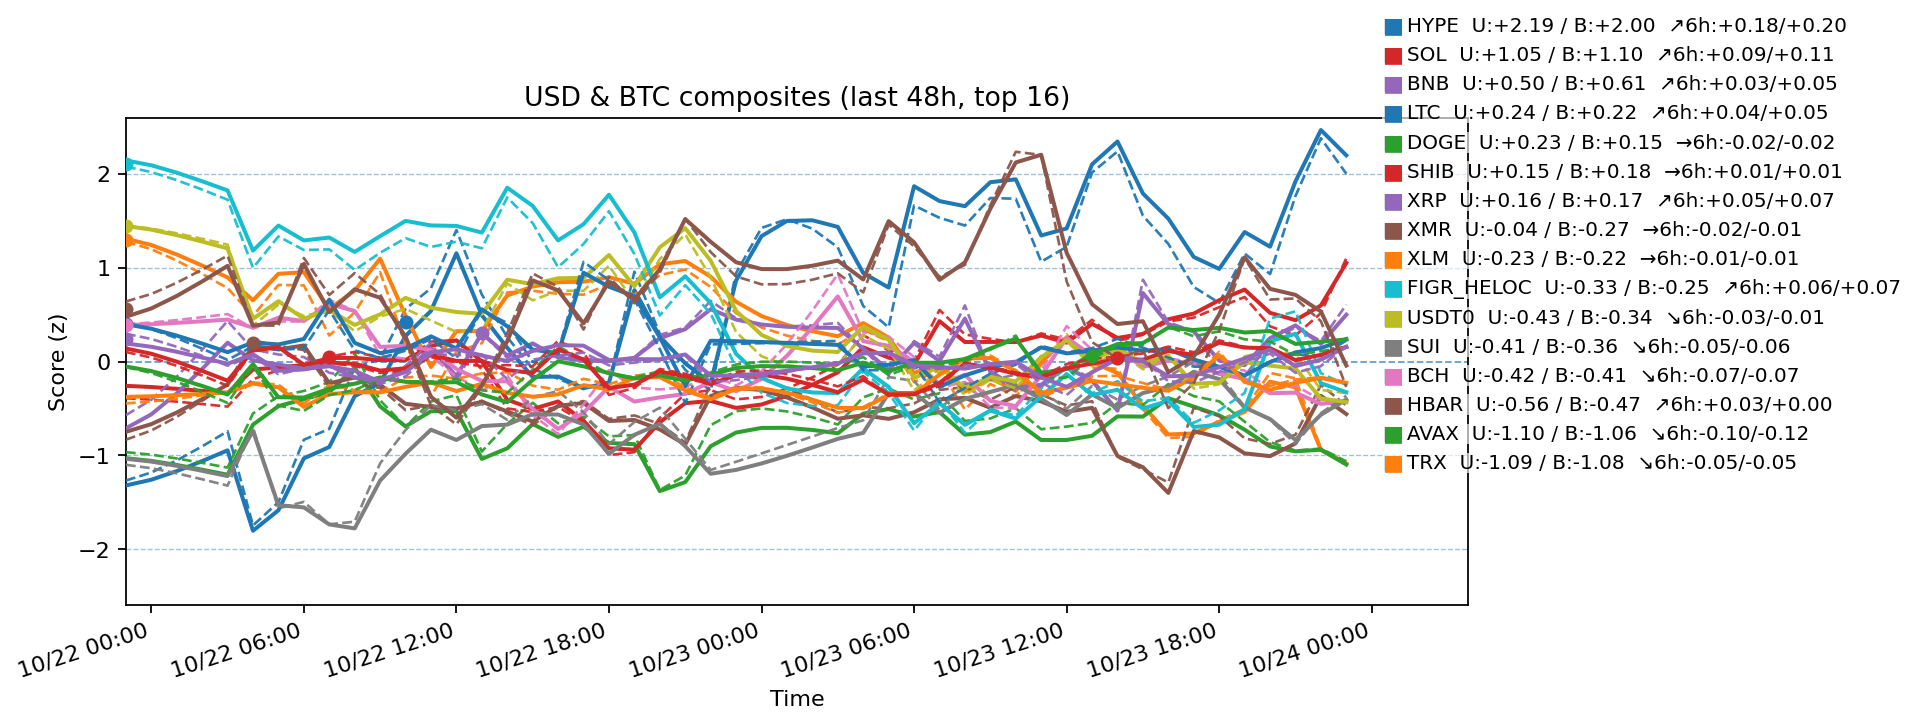 HYPE  U:+2.19 / B:+2.00  ↗6h:+0.18/+0.20
SOL  U:+1.05 / B:+1.10  ↗6h:+0.09/+0.11
BNB  U:+0.50 / B:+0.61  ↗6h:+0.03/+0.05
LTC  U:+0.24 / B:+0.22  ↗6h:+0.04/+0.05
DOGE  U:+0.23 / B:+0.15  →6h:-0.02/-0.02
SHIB  U:+0.15 / B:+0.18  →6h:+0.01/+0.01
XRP  U:+0.16 / B:+0.17  ↗6h:+0.05/+0.07
XMR  U:-0.04 / B:-0.27  →6h:-0.02/-0.01
XLM  U:-0.23 / B:-0.22  →6h:-0.01/-0.01
FIGR_HELOC  U:-0.33 / B:-0.25  ↗6h:+0.06/+0.07
USDT0  U:-0.43 / B:-0.34  ↘6h:-0.03/-0.01
SUI  U:-0.41 / B:-0.36  ↘6h:-0.05/-0.06
BCH  U:-0.42 / B:-0.41  ↘6h:-0.07/-0.07
HBAR  U:-0.56 / B:-0.47  ↗6h:+0.03/+0.00
AVAX  U:-1.10 / B:-1.06  ↘6h:-0.10/-0.12
TRX  U:-1.09 / B:-1.08  ↘6h:-0.05/-0.05
USD & BTC composites (last 48h, top 16)
Score (z)
2
1
0
−1
−2
10/22 00:00
10/22 06:00
10/22 12:00
10/22 18:00
10/23 00:00
10/23 06:00
10/23 12:00
10/23 18:00
10/24 00:00
Time